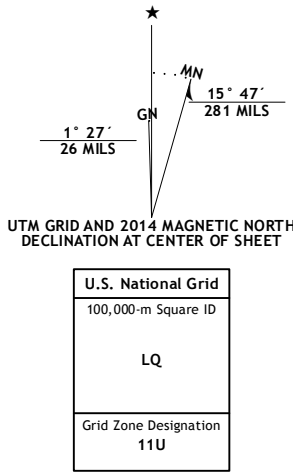 MN
GN
15° 47´
281 MILS
1° 27´
26 MILS
UTM GRID AND 2014 MAGNETIC NORTH
DECLINATION AT CENTER OF SHEET
U.S. National Grid
100,000-m Square ID
LQ
Grid Zone Designation
11U